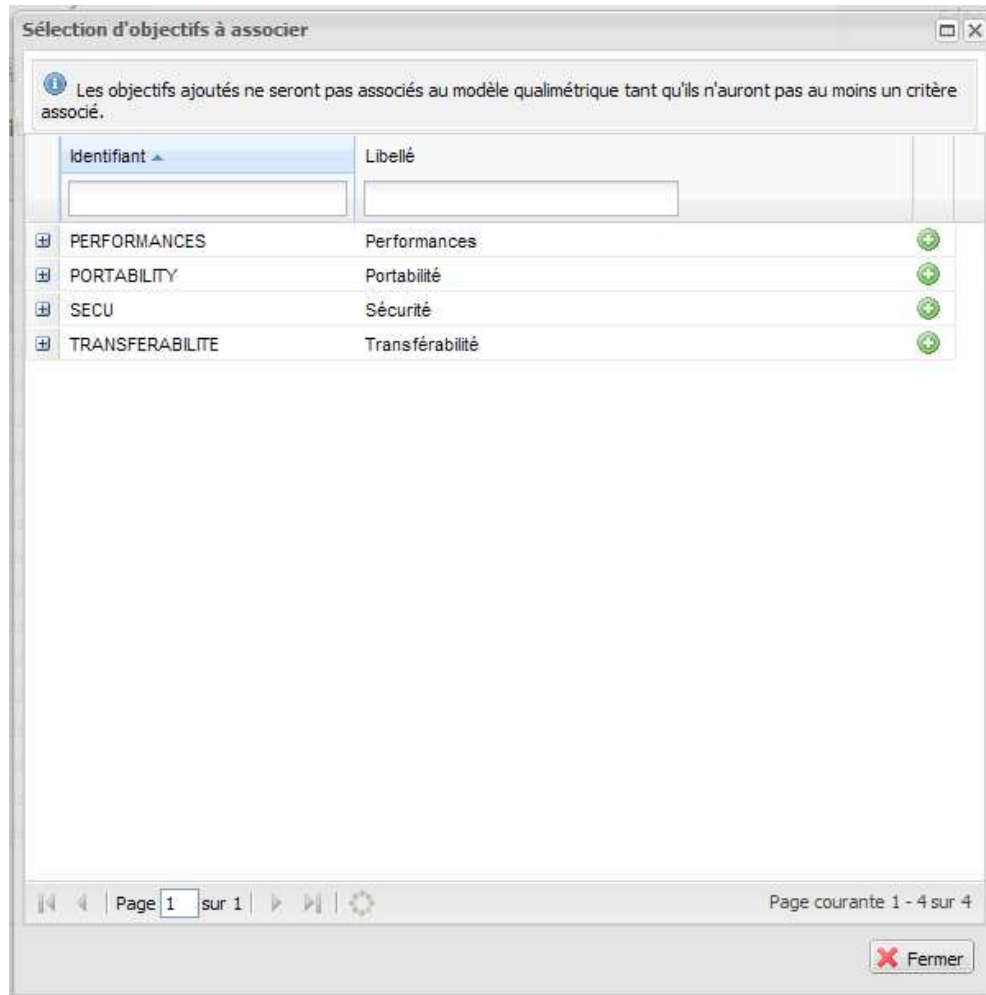 Sélection d'objectifs à associer
Les objectifs ajoutés ne seront pas associés au modèle qualimétrique tant qu'ils n'auront pas au moins un critère
associé.
Identifiant Libellé
PERFORMANCES Performances
PORTABILITY Portabilité
SECU Sécurité
TRANSFERABILITE Transférabilité
Page 1 sur 1 Page courante 1 - 4 sur 4
Fermer